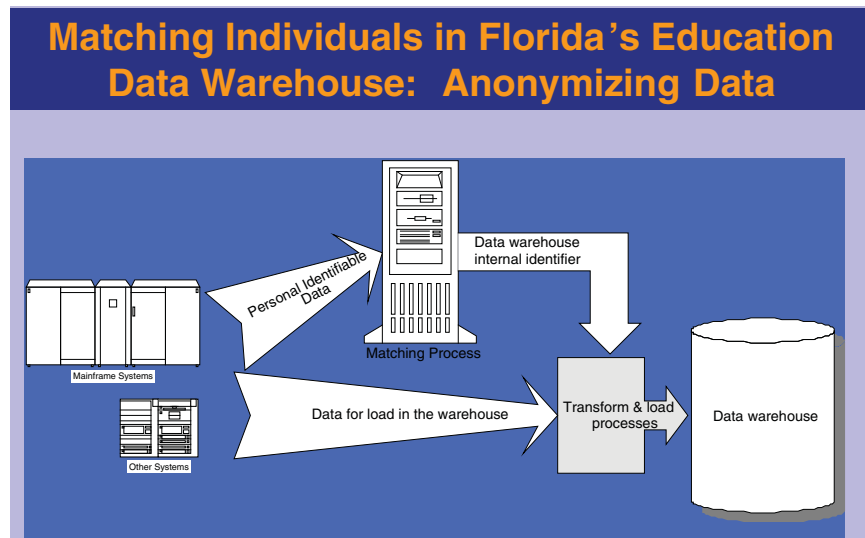 Matching Individuals in Florida's Education
Data Warehouse: Anonymizing Data
Personal Identifiable
Data
Data warehouse
internal identifier
Matching Process
Mainframe Systems
Data for load in the warehouse
Transform & load
processes
Data warehouse
Other Systems